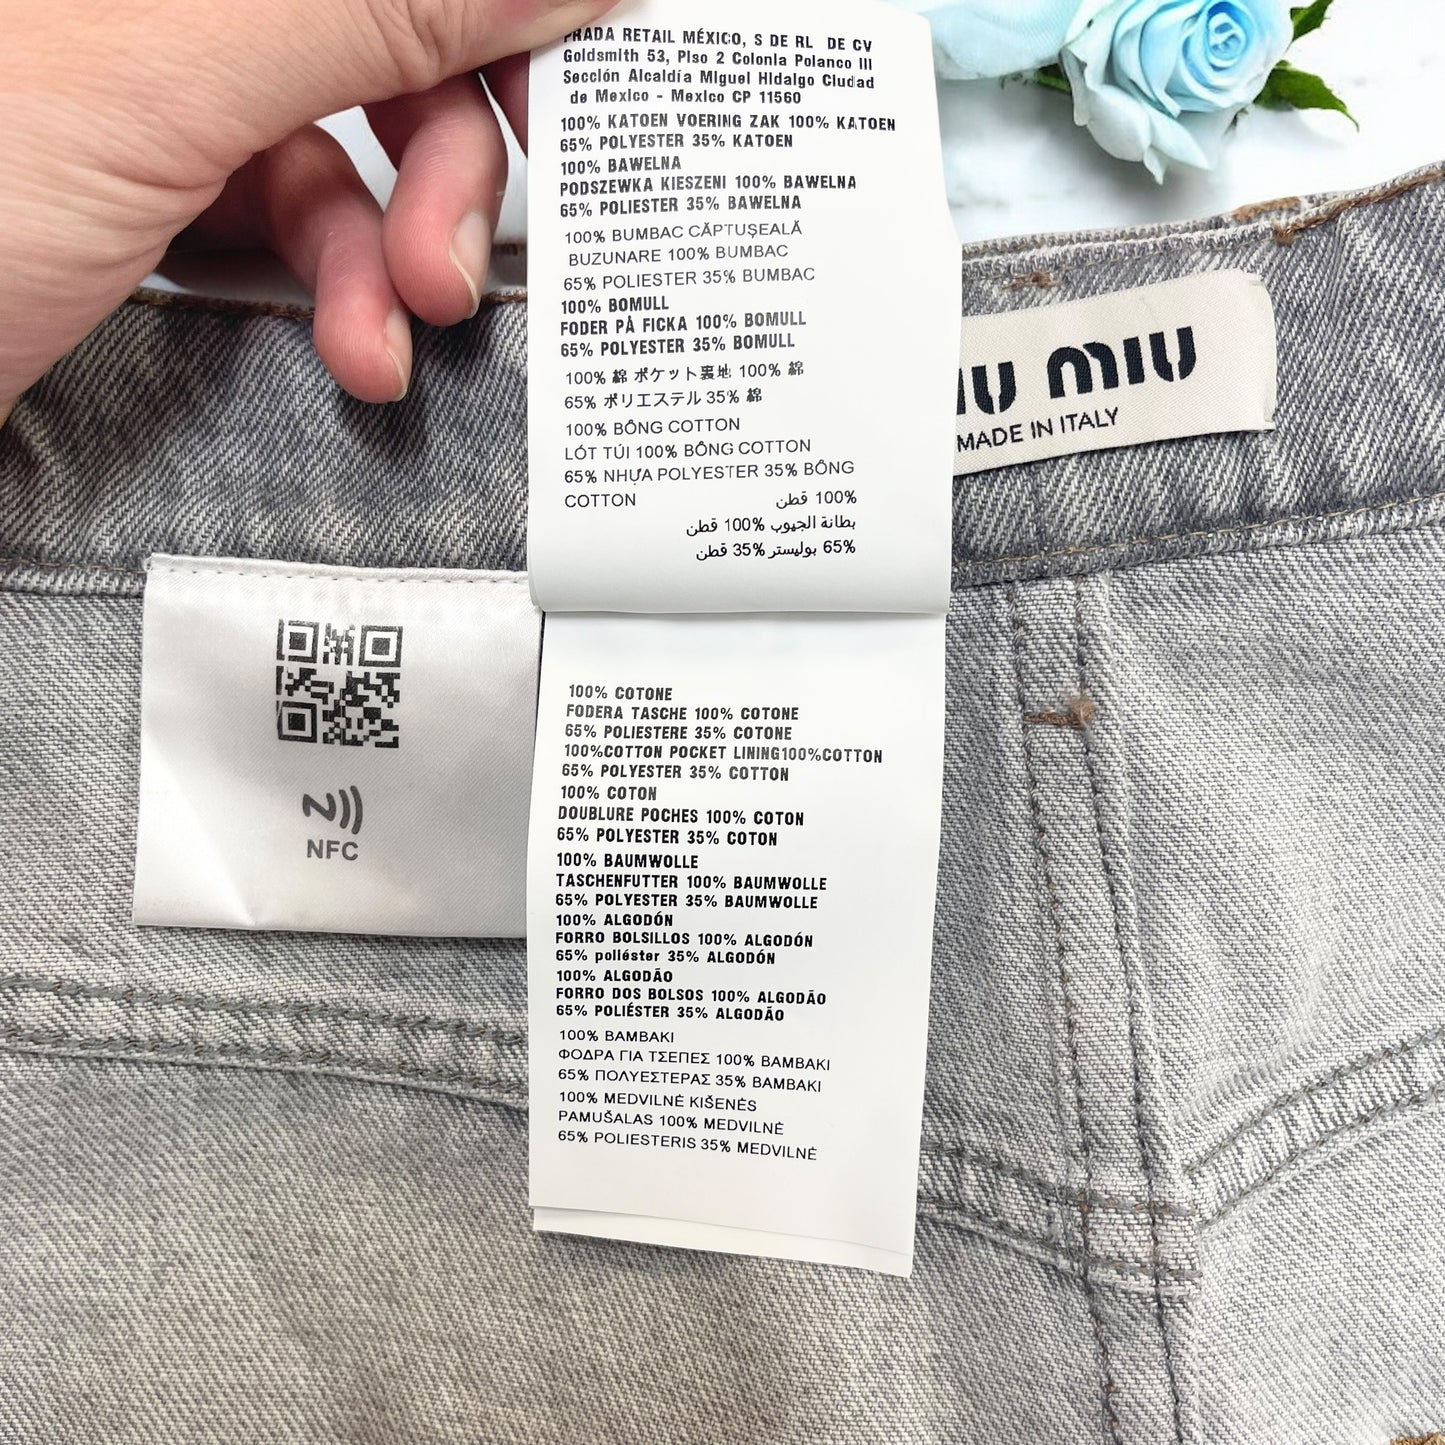 PRADA RETAIL MÉXICO, S DE RL DE CV
Goldsmith 53, Piso 2 Colonia Polanco III
Sección Alcaldía Miguel Hidalgo Ciudad
de Mexico - Mexico CP 11560
100% KATOEN VOERING ZAK 100% KATOEN
65% POLYESTER 35% KATOEN
100% BAWELNA
PODSZEWKA KIESZENI 100% BAWELNA
65% POLIESTER 35% BAWELNA
100% BUMBAC CĂPTUŞEALĂ
BUZUNARE 100% BUMBAC
65% POLIESTER 35% BUMBAC
100% BOMULL
FODER PÅ FICKA 100% BOMULL
65% POLYESTER 35% BOMULL
100% 綿 ポケット裏地 100% 綿
65% ポリエステル 35% 綿
100% BÔNG COTTON
LÓT TÚI 100% BÔNG COTTON
65% NHỰA POLYESTER 35% BÔNG
COTTON
100% قطن
بطانة الجيوب 100% قطن
65% بوليستر 35% قطن
IU MIU
MADE IN ITALY
NFC
100% COTONE
FODERA TASCHE 100% COTONE
65% POLIESTERE 35% COTONE
100%COTTON POCKET LINING100%COTTON
65% POLYESTER 35% COTTON
100% COTON
DOUBLURE POCHES 100% COTON
65% POLYESTER 35% COTON
100% BAUMWOLLE
TASCHENFUTTER 100% BAUMWOLLE
65% POLYESTER 35% BAUMWOLLE
100% ALGODÓN
FORRO BOLSILLOS 100% ALGODÓN
65% poliéster 35% ALGODÓN
100% ALGODÃO
FORRO DOS BOLSOS 100% ALGODÃO
65% POLIÉSTER 35% ALGODÃO
100% ΒΑΜΒΑΚΙ
ΦΟΔΡΑ ΓΙΑ ΤΣΕΠΕΣ 100% ΒΑΜΒΑΚΙ
65% ΠΟΛΥΕΣΤΕΡΑΣ 35% ΒΑΜΒΑΚΙ
100% MEDVILNĖ KIŠENĖS
PAMUŠALAS 100% MEDVILNĖ
65% POLIESTERIS 35% MEDVILNĖ